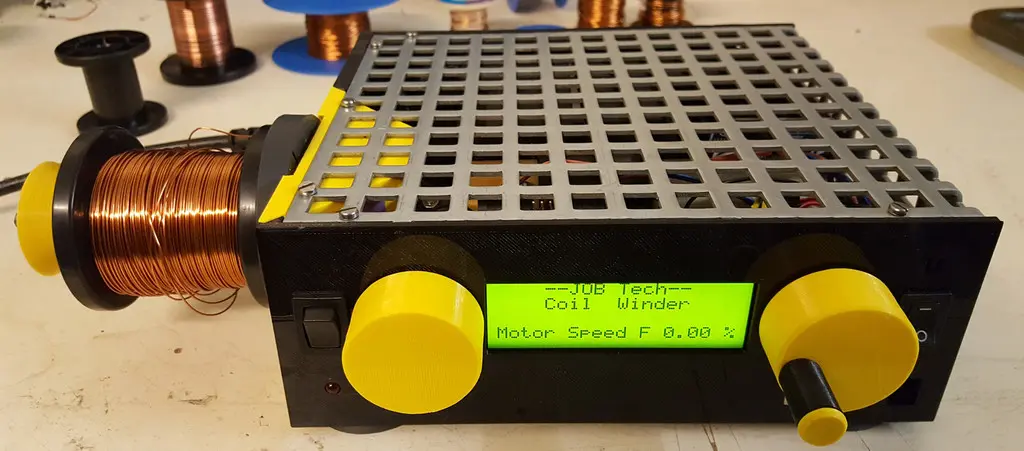 --JOB Tech--
Coil Winder
Motor Speed F 0.00 %